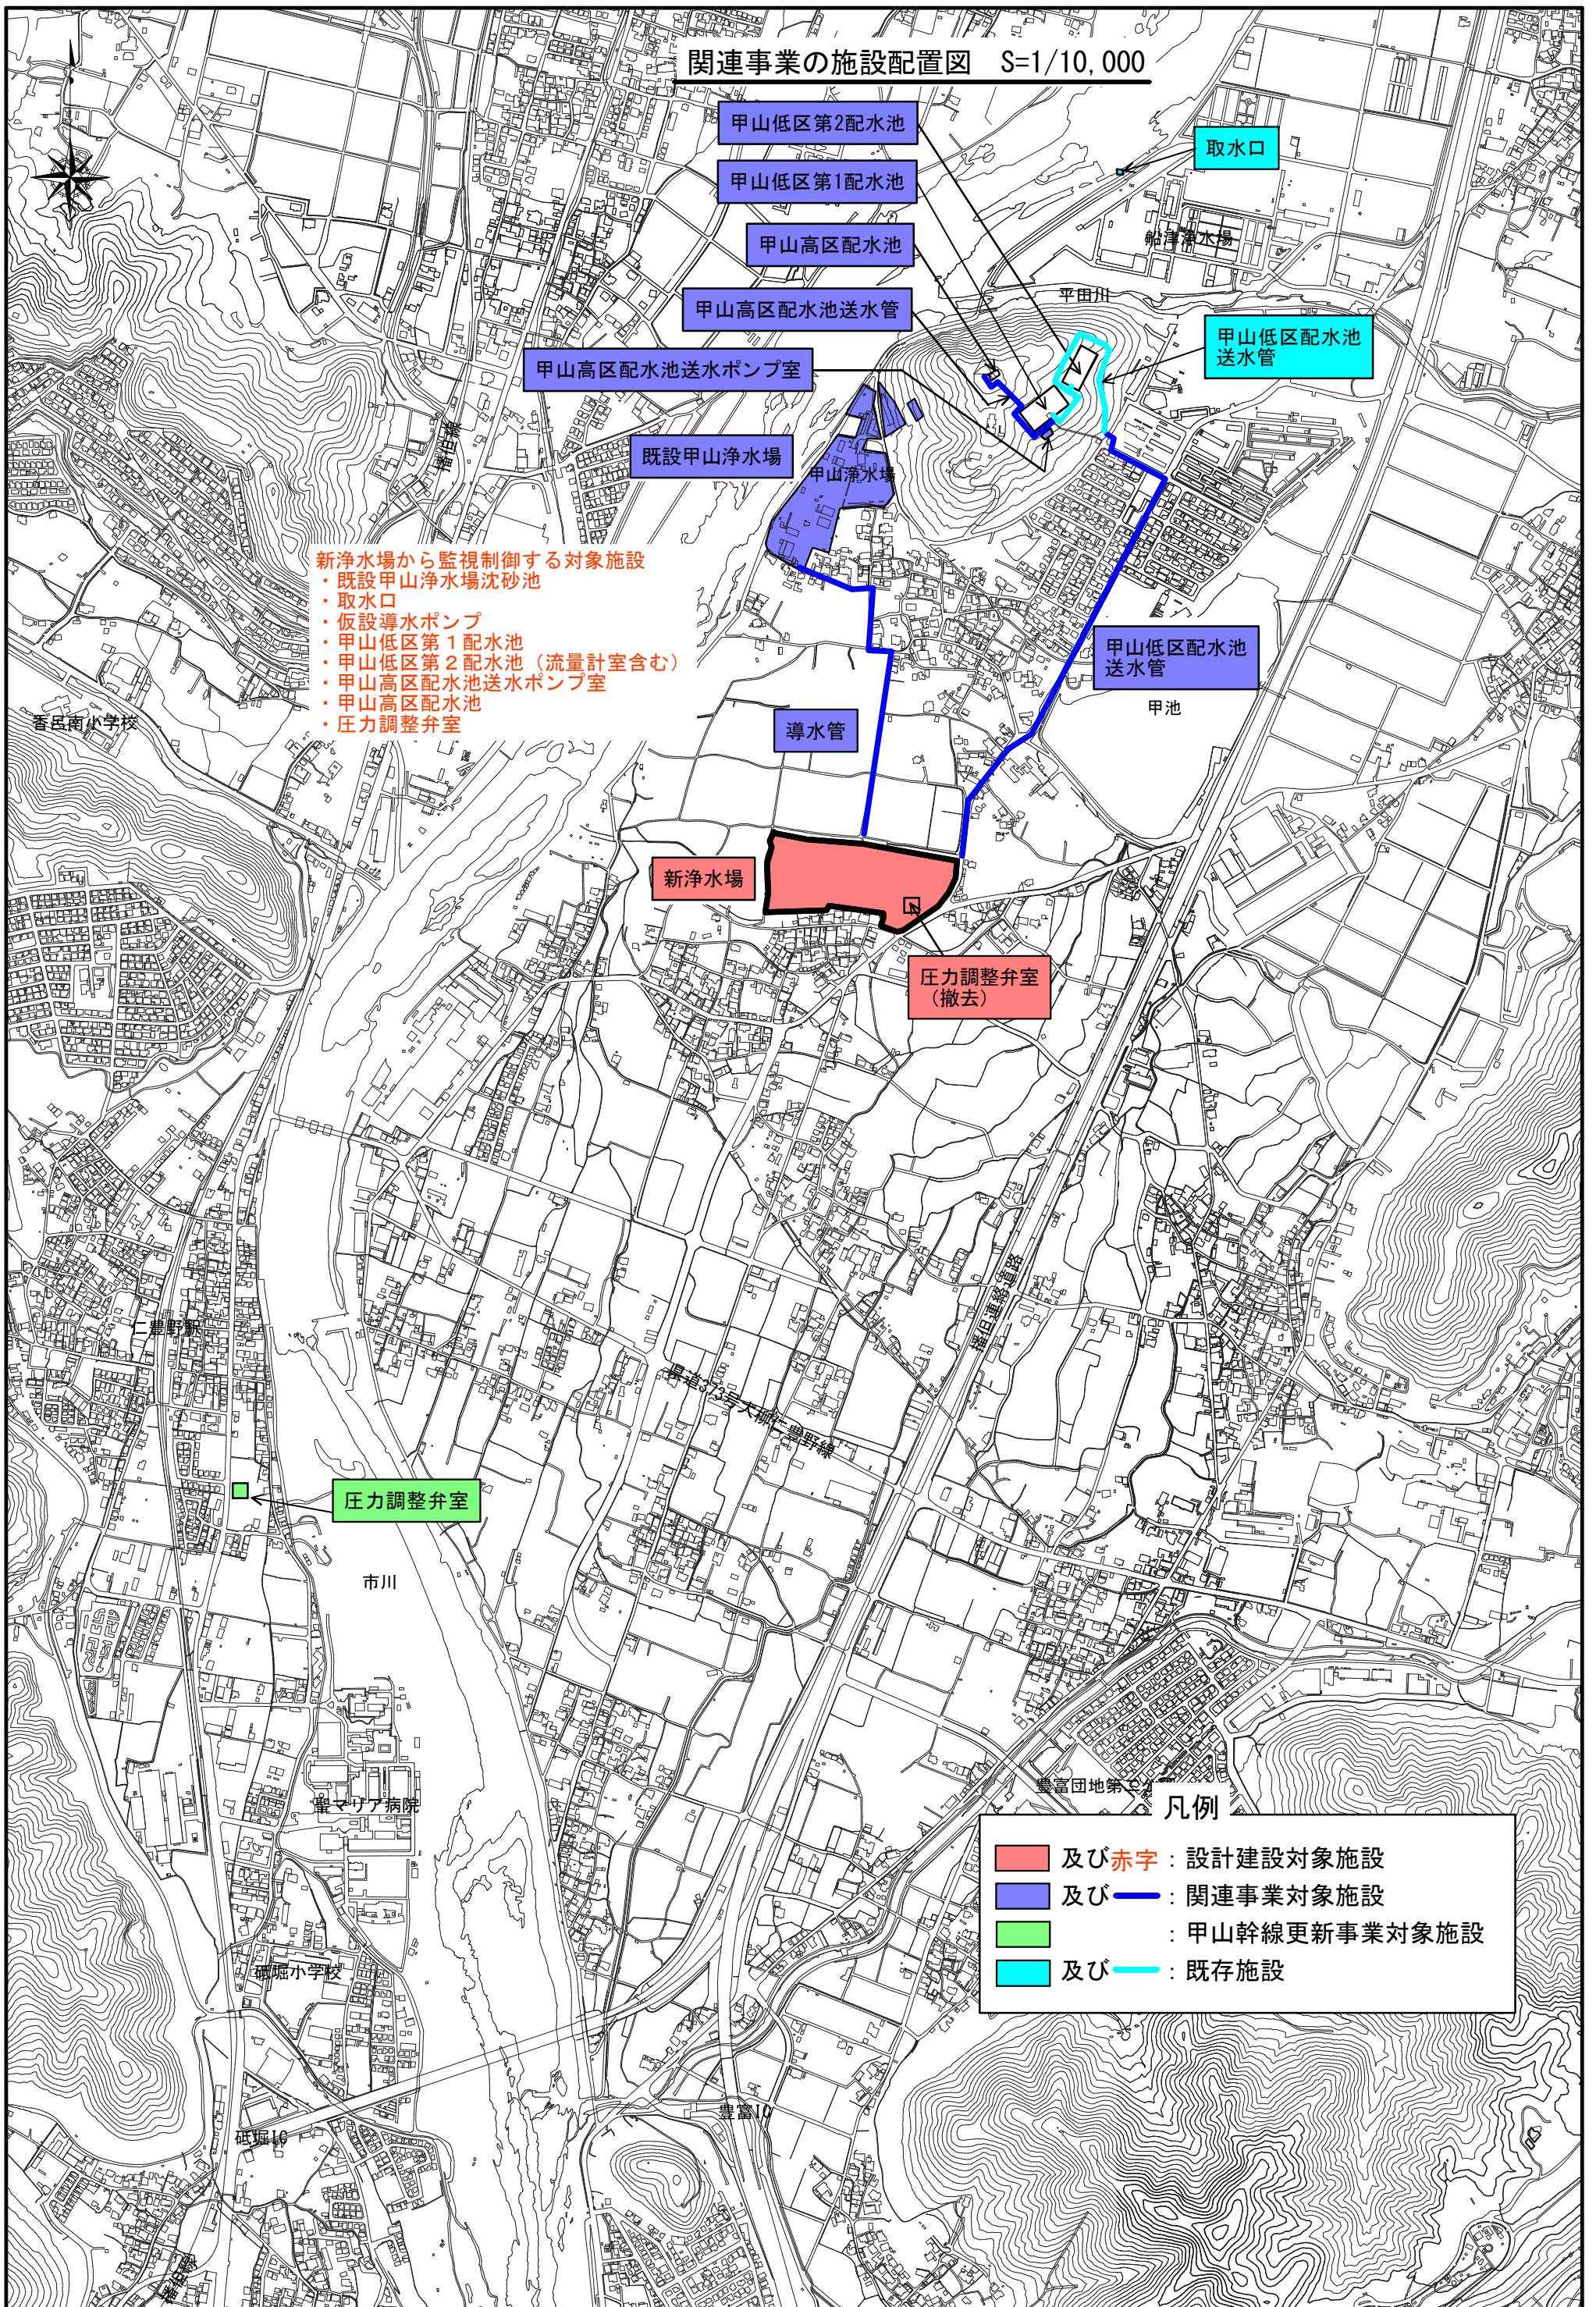 関連事業の施設配置図　S=1/10,000
甲山低区第2配水池
取水口
甲山低区第1配水池
船津浄水場
甲山高区配水池
平田川
甲山高区配水池送水管
甲山低区配水池
送水管
甲山高区配水池送水ポンプ室
播但線
既設甲山浄水場
甲山浄水場
新浄水場から監視制御する対象施設
・既設甲山浄水場沈砂池
・取水口
・仮設導水ポンプ
・甲山低区第１配水池
・甲山低区第２配水池（流量計室含む）
・甲山高区配水池送水ポンプ室
・甲山高区配水池
・圧力調整弁室
甲山低区配水池
送水管
甲池
香呂南小学校
導水管
新浄水場
圧力調整弁室
（撤去）
播但連絡道路
仁豊野駅
県道373号大柳仁豊野線
圧力調整弁室
市川
豊富団地第二公
聖マリア病院
凡例
及び赤字：設計建設対象施設
及び　：関連事業対象施設
：甲山幹線更新事業対象施設
及び　：既存施設
砥堀小学校
豊富IC
砥堀IC
播但線